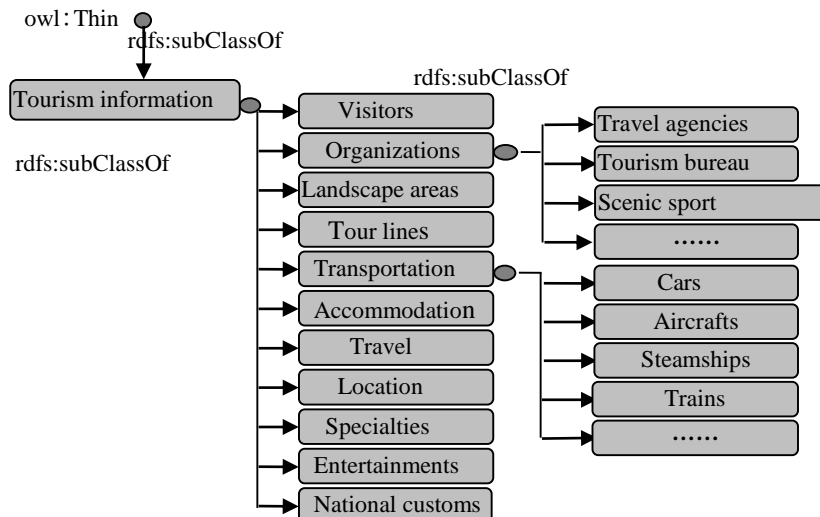 owl：Thin
rdfs:subClassOf
rdfs:subClassOf
Tourism information
rdfs:subClassOf
Visitors
Organizations
Landscape areas
Tour lines
Transportation
Accommodation
Travel
Location
Specialties
Entertainments
National customs
Travel agencies
Tourism bureau
Scenic sport
……
Cars
Aircrafts
Steamships
Trains
……